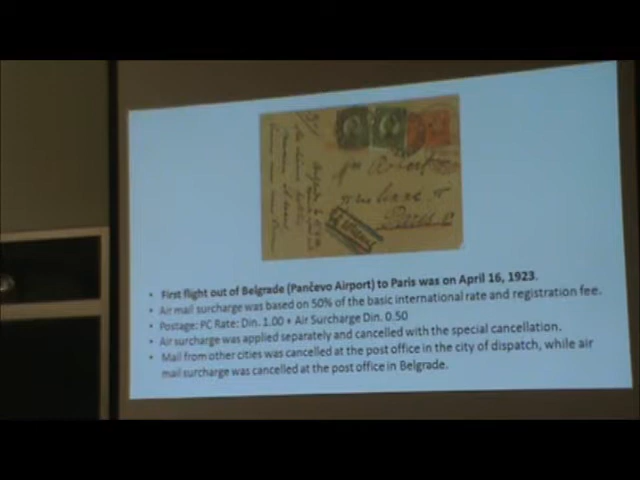 Paris
• First flight out of Belgrade (Pančevo Airport) to Paris was on April 16, 1923.
• Air mail surcharge was based on 50% of the basic international rate and registration fee.
• Postage: PC Rate: Din. 1.00 + Air Surcharge Din. 0.50
• Air surcharge was applied separately and cancelled with the special cancellation.
• Mail from other cities was cancelled at the post office in the city of dispatch, while air
mail surcharge was cancelled at the post office in Belgrade.